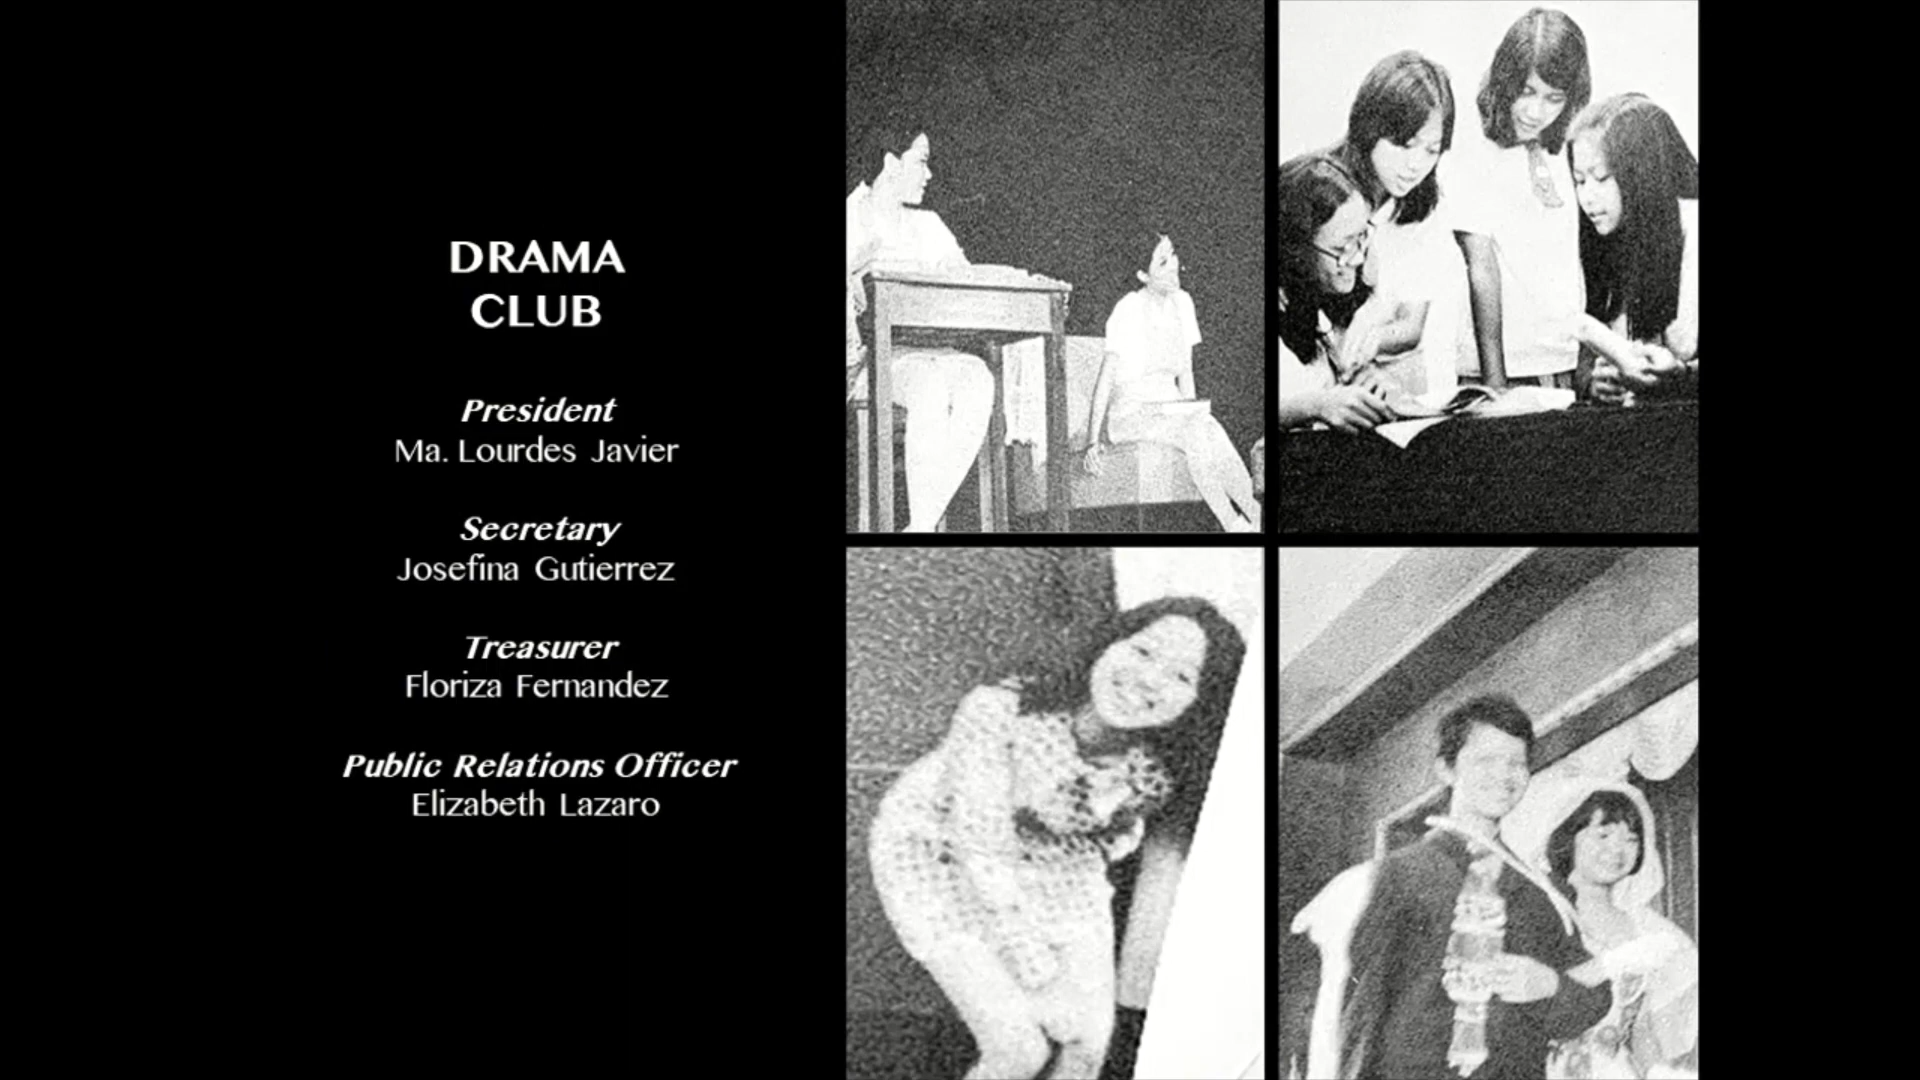 DRAMA
CLUB
President
Ma. Lourdes Javier
Secretary
Josefina Gutierrez
Treasurer
Floriza Fernandez
Public Relations Officer
Elizabeth Lazaro